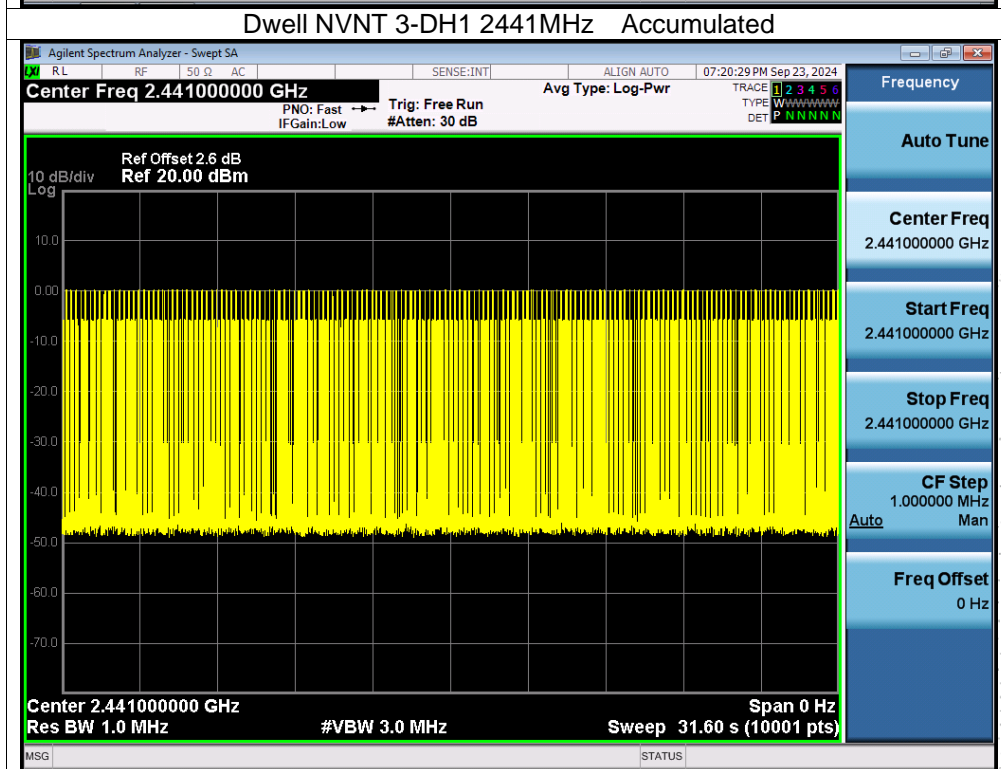 Dwell NVNT 3-DH1 2441MHz Accumulated
Agilent Spectrum Analyzer - Swept SA
LXI RL RF 50 Ω AC SENSE:INT ALIGN AUTO 07:20:29 PM Sep 23, 2024
Center Freq 2.441000000 GHz Avg Type: Log-Pwr TRACE 1 2 3 4 5 6
PNO: Fast Trig: Free Run TYPE WWWWWW
IFGain:Low #Atten: 30 dB DET P N N N N N
Ref Offset 2.6 dB
10 dB/div Ref 20.00 dBm
Log
10.0
0.00
-10.0
-20.0
-30.0
-40.0
-50.0
-60.0
-70.0
Center 2.441000000 GHz Span 0 Hz
Res BW 1.0 MHz #VBW 3.0 MHz Sweep 31.60 s (10001 pts)
MSG STATUS
Frequency
Auto Tune
Center Freq
2.441000000 GHz
Start Freq
2.441000000 GHz
Stop Freq
2.441000000 GHz
CF Step
1.000000 MHz
Auto Man
Freq Offset
0 Hz